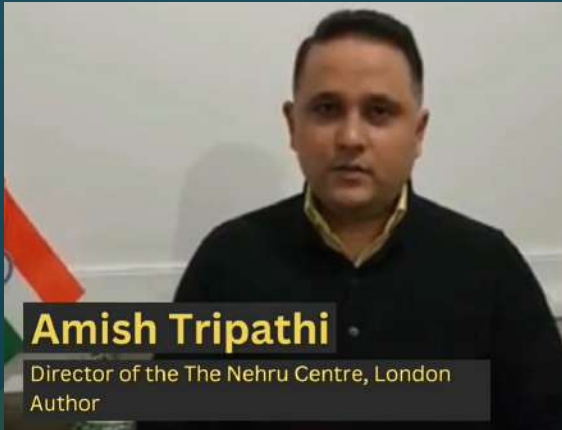 Amish Tripathi
Director of the The Nehru Centre, London
Author